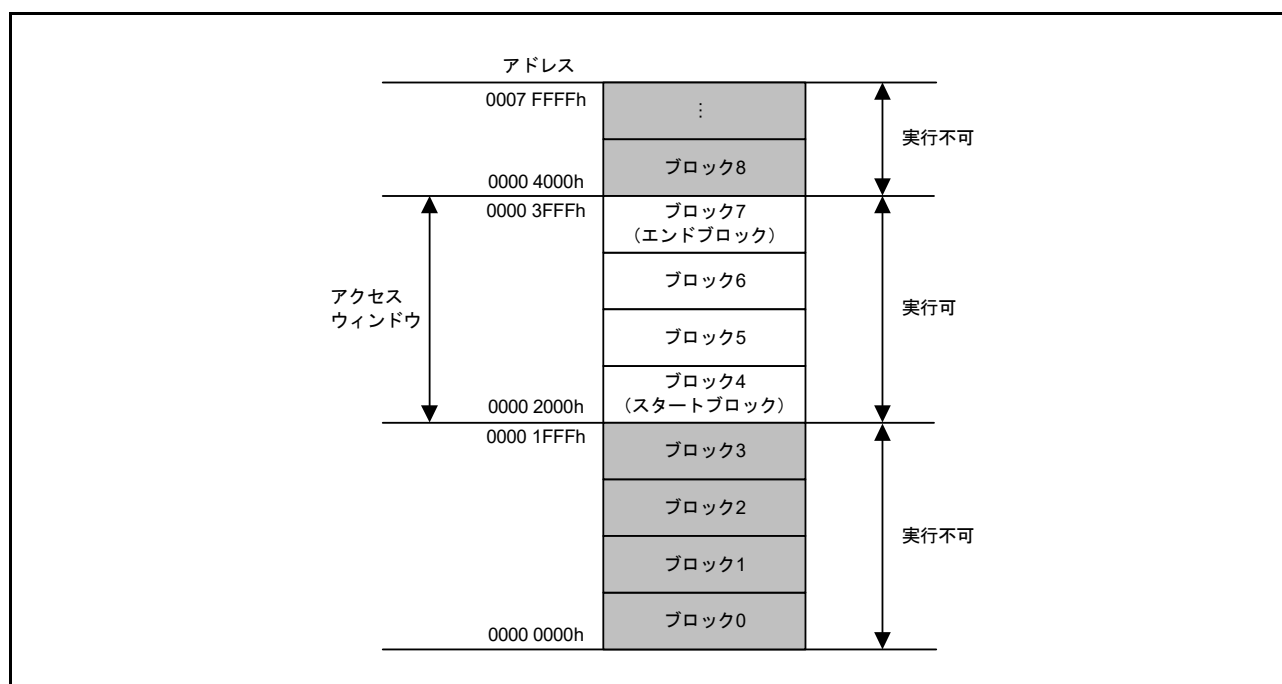 アドレス
0007 FFFFh
⋮
実行不可
ブロック8
0000 4000h
0000 3FFFh
ブロック7
(エンドブロック)
ブロック6
アクセス
ウィンドウ
実行可
ブロック5
ブロック4
(スタートブロック)
0000 2000h
0000 1FFFh
ブロック3
ブロック2
実行不可
ブロック1
ブロック0
0000 0000h